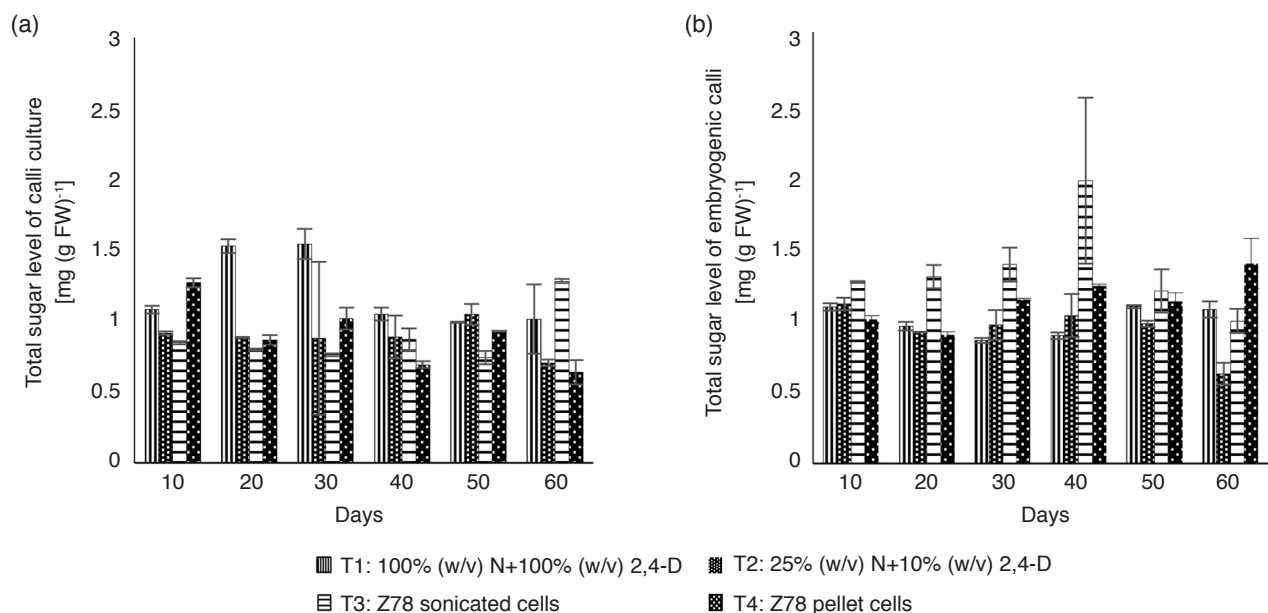 (a)
Total sugar level of calli culture
[mg (g FW)-1]
3
2.5
2
1.5
1
0.5
0
10 20 30 40 50 60
Days
(b)
Total sugar level of embryogenic calli
[mg (g FW)-1]
3
2.5
2
1.5
1
0.5
0
10 20 30 40 50 60
Days
T1: 100% (w/v) N+100% (w/v) 2,4-D
T2: 25% (w/v) N+10% (w/v) 2,4-D
T3: Z78 sonicated cells
T4: Z78 pellet cells